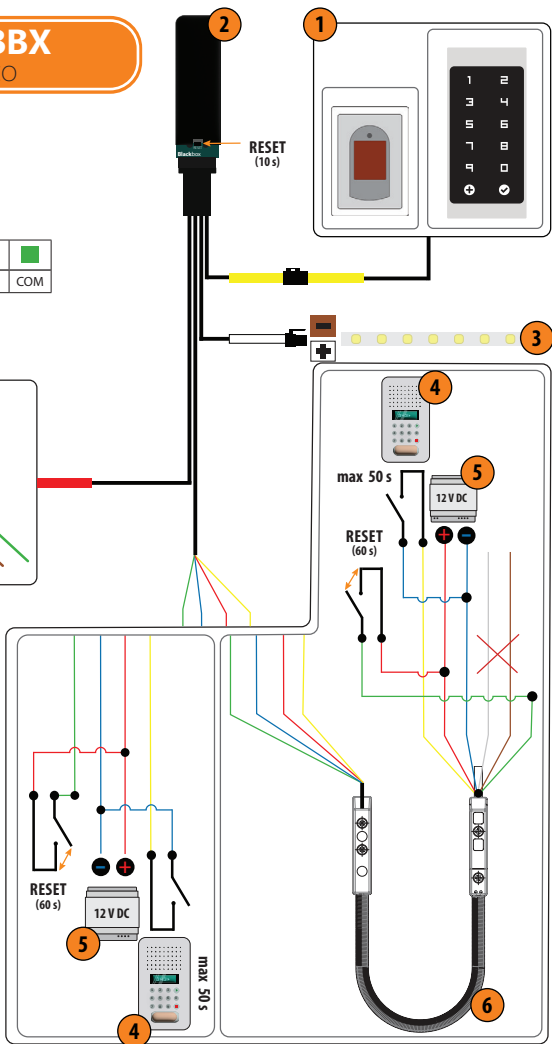 BBX
O
2
1
RESET
(10 s)
Blackbox
1 2
3 4
5 6
7 8
9 0
COM
3
4
max 50 s
5
12 V DC
RESET
(60 s)
RESET
(60 s)
12 V DC
5
max 50 s
4
6